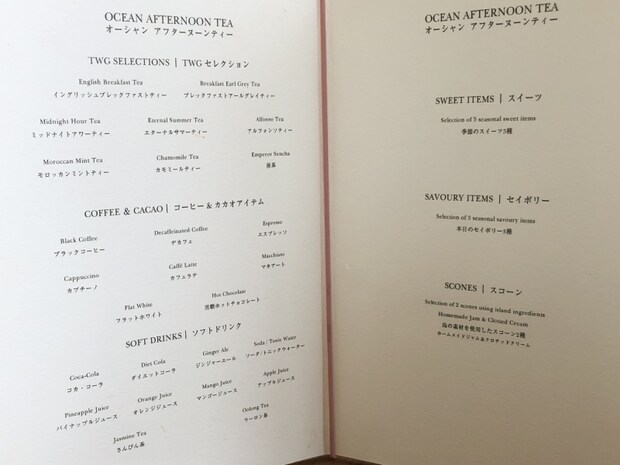 OCEAN AFTERNOON TEA
オーシャン アフターヌーンティー
TWG SELECTIONS | TWG セレクション
English Breakfast Tea
イングリッシュブレックファストティー
Breakfast Earl Grey Tea
ブレックファストアールグレイティー
Midnight Hour Tea
ミッドナイトアワーティー
Eternal Summer Tea
エターナルサマーティー
Alfonso Tea
アルフォンソティー
Moroccan Mint Tea
モロッカンミントティー
Chamomile Tea
カモミールティー
Emperor Sencha
煎茶
COFFEE & CACAO | コーヒー & カカオアイテム
Black Coffee
ブラックコーヒー
Decaffeinated Coffee
デカフェ
Espresso
エスプレッソ
Cappuccino
カプチーノ
Caffè Latte
カフェラテ
Macchiato
マキアート
Flat White
フラットホワイト
Hot Chocolate
黒糖ホットチョコレート
SOFT DRINKS | ソフトドリンク
Coca-Cola
コカ・コーラ
Diet Cola
ダイエットコーラ
Ginger Ale
ジンジャーエール
Soda / Tonic Water
ソーダ/トニックウォーター
Pineapple Juice
パイナップルジュース
Orange Juice
オレンジジュース
Mango Juice
マンゴージュース
Apple Juice
アップルジュース
Jasmine Tea
さんぴん茶
Oolong Tea
ウーロン茶
OCEAN AFTERNOON TEA
オーシャン アフターヌーンティー
SWEET ITEMS | スイーツ
Selection of 5 seasonal sweet items
季節のスイーツ5種
SAVOURY ITEMS | セイボリー
Selection of 3 seasonal savoury items
本日のセイボリー3種
SCONES | スコーン
Selection of 2 scones using island ingredients
Homemade Jam & Clotted Cream
島の素材を使用したスコーン2種
ホームメイドジャム&クロテッドクリーム